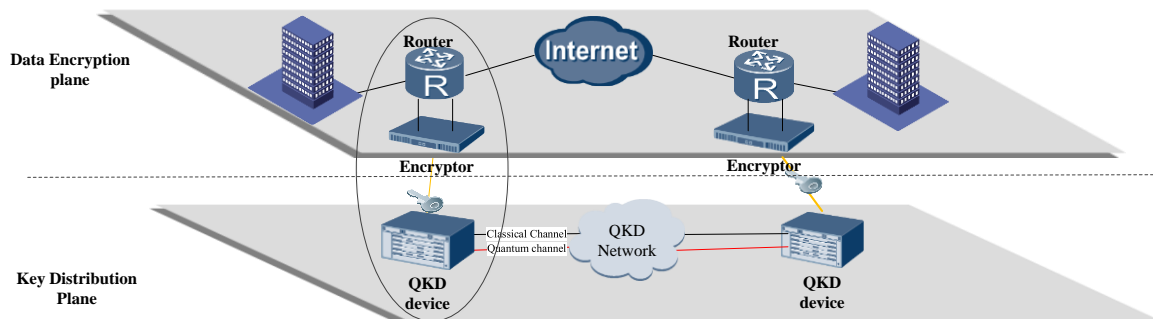 Data Encryption
plane
Router
Internet
Router
R
R
Encryptor
Encryptor
Classical Channel
Quantum channel
QKD
Network
QKD
device
QKD
device
Key Distribution
Plane